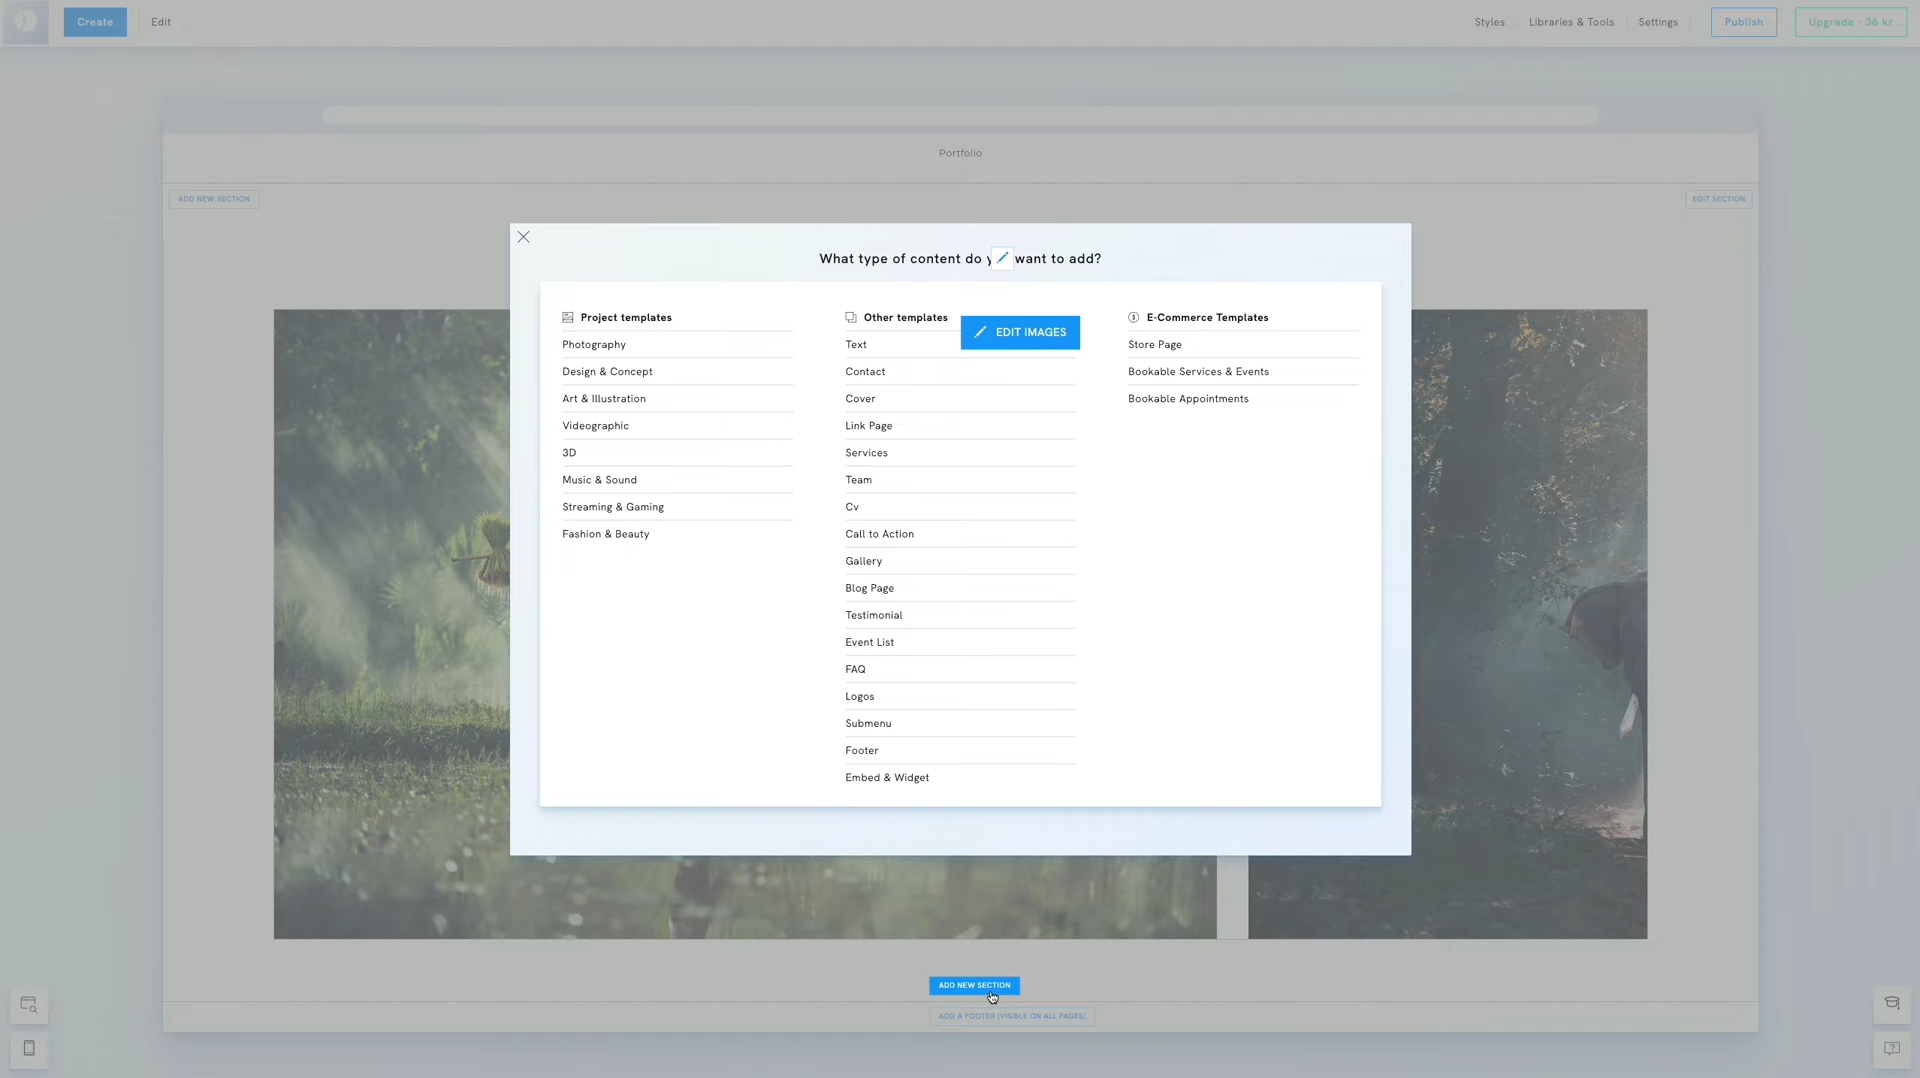 Create
Edit
Styles
Libraries & Tools
Settings
Publish
Upgrade - 36 kr...
Portfolio
ADD NEW SECTION
EDIT SECTION
What type of content do y want to add?
Project templates
Photography
Design & Concept
Art & Illustration
Videographic
3D
Music & Sound
Streaming & Gaming
Fashion & Beauty
Other templates
EDIT IMAGES
Text
Contact
Cover
Link Page
Services
Team
Cv
Call to Action
Gallery
Blog Page
Testimonial
Event List
FAQ
Logos
Submenu
Footer
Embed & Widget
E-Commerce Templates
Store Page
Bookable Services & Events
Bookable Appointments
ADD NEW SECTION
ADD A FOOTER (VISIBLE ON ALL PAGES)